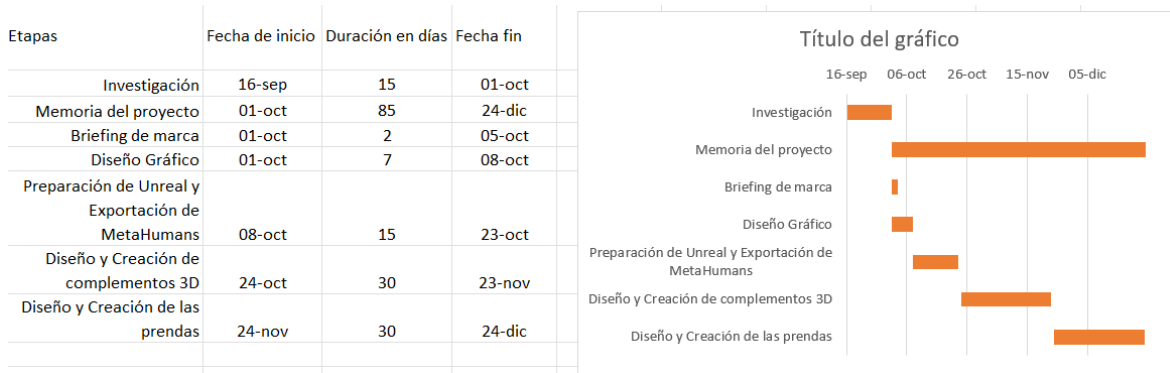 Etapas Fecha de inicio Duración en días Fecha fin
Investigación 16-sep 15 01-oct
Memoria del proyecto 01-oct 85 24-dic
Briefing de marca 01-oct 2 05-oct
Diseño Gráfico 01-oct 7 08-oct
Preparación de Unreal y
Exportación de
MetaHumans 08-oct 15 23-oct
Diseño y Creación de
complementos 3D 24-oct 30 23-nov
Diseño y Creación de las
prendas 24-nov 30 24-dic
Título del gráfico
16-sep 06-oct 26-oct 15-nov 05-dic
Investigación
Memoria del proyecto
Briefing de marca
Diseño Gráfico
Preparación de Unreal y Exportación de
MetaHumans
Diseño y Creación de complementos 3D
Diseño y Creación de las prendas